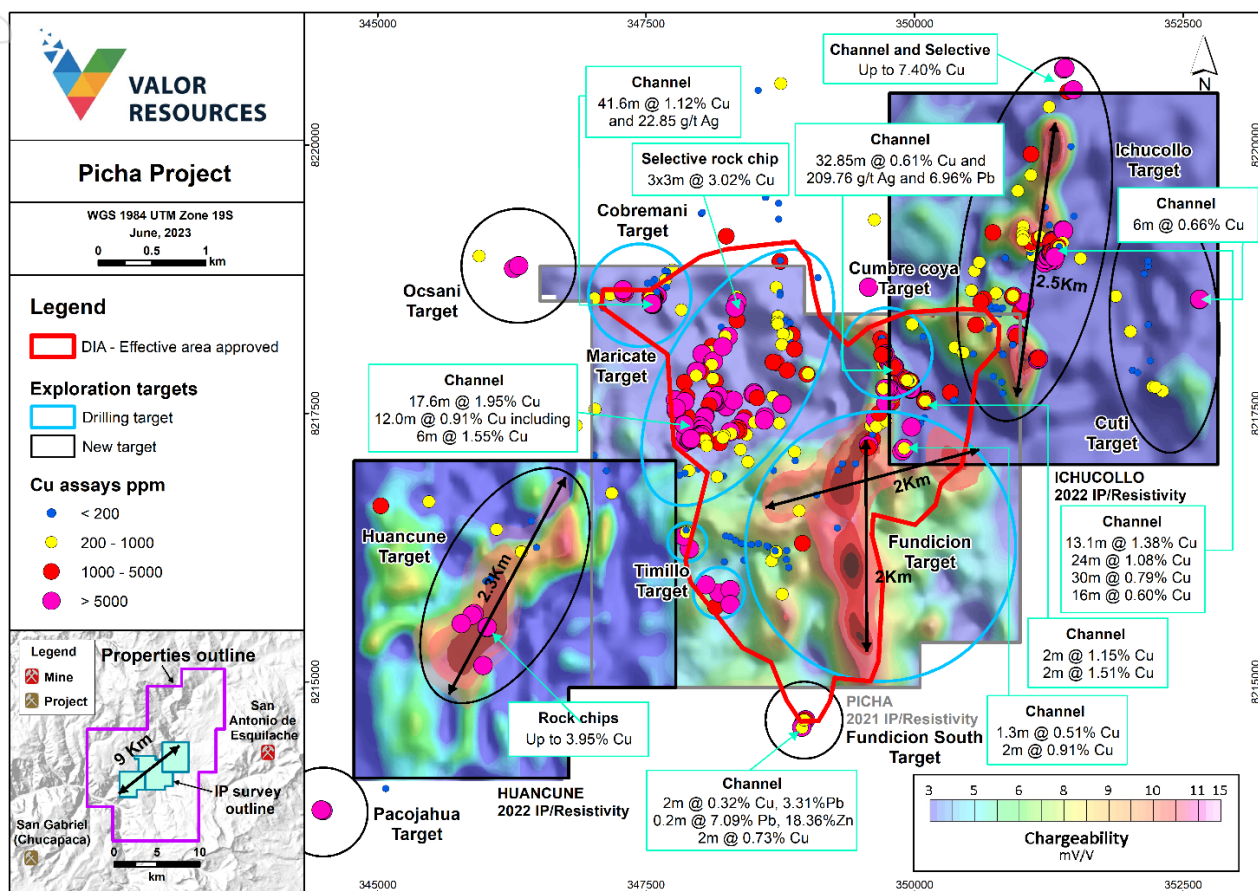 VALOR
RESOURCES
Picha Project
WGS 1984 UTM Zone 19S
June, 2023
0 0.5 1
km
Legend
DIA - Effective area approved
Exploration targets
Drilling target
New target
Cu assays ppm
< 200
200 - 1000
1000 - 5000
> 5000
Legend
Mine
Project
Properties outline
San
Antonio de
Esquilache
9 Km
IP survey
outline
San Gabriel
(Chucapaca)
0 5 10
km
345000 347500 350000 352500
8220000
8217500
8215000
8220000
8217500
8215000
345000 347500 350000 352500
N
Channel and Selective
Up to 7.40% Cu
Channel
41.6m @ 1.12% Cu
and 22.85 g/t Ag
Selective rock chip
3x3m @ 3.02% Cu
Channel
32.85m @ 0.61% Cu and
209.76 g/t Ag and 6.96% Pb
Ichucollo
Target
Channel
6m @ 0.66% Cu
Cobremani
Target
Ocsani
Target
Cumbre coya
Target
2.5Km
Maricate
Target
Channel
17.6m @ 1.95% Cu
12.0m @ 0.91% Cu including
6m @ 1.55% Cu
Cuti
Target
2Km
ICHUCOLLO
2022 IP/Resistivity
Huancune
Target
2.3Km
Timillo
Target
Fundicion
Target
2Km
Channel
13.1m @ 1.38% Cu
24m @ 1.08% Cu
30m @ 0.79% Cu
16m @ 0.60% Cu
Channel
2m @ 1.15% Cu
2m @ 1.51% Cu
Rock chips
Up to 3.95% Cu
PICHA
2021 IP/Resistivity
Fundicion South
Target
Channel
1.3m @ 0.51% Cu
2m @ 0.91% Cu
HUANCUNE
2022 IP/Resistivity
Pacojahua
Target
Channel
2m @ 0.32% Cu, 3.31%Pb
0.2m @ 7.09% Pb, 18.36%Zn
2m @ 0.73% Cu
3 5 6 8 9 10 11 15
Chargeability
mV/V